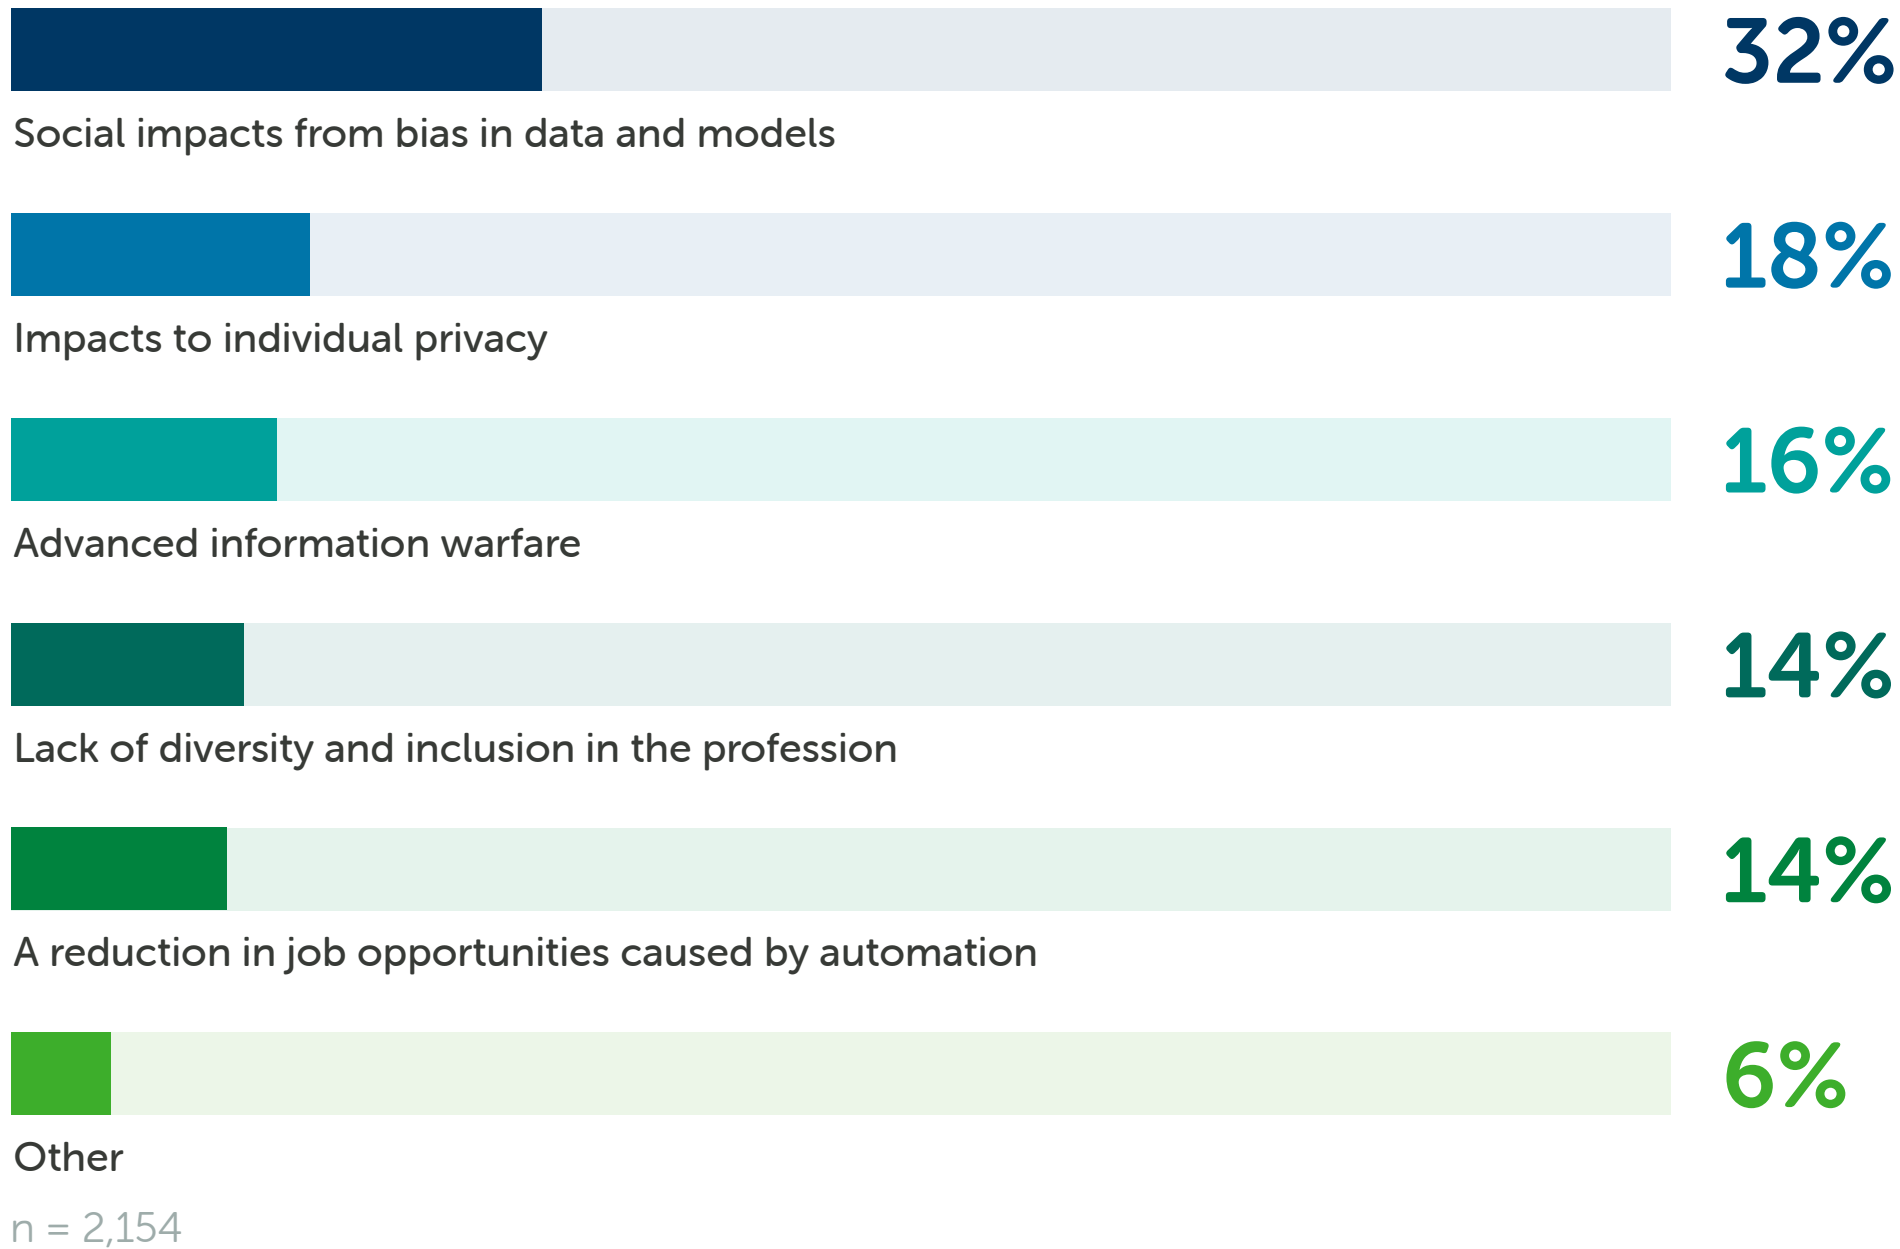 32%
Social impacts from bias in data and models
18%
Impacts to individual privacy
16%
Advanced information warfare
14%
Lack of diversity and inclusion in the profession
14%
A reduction in job opportunities caused by automation
6%
Other
n = 2,154